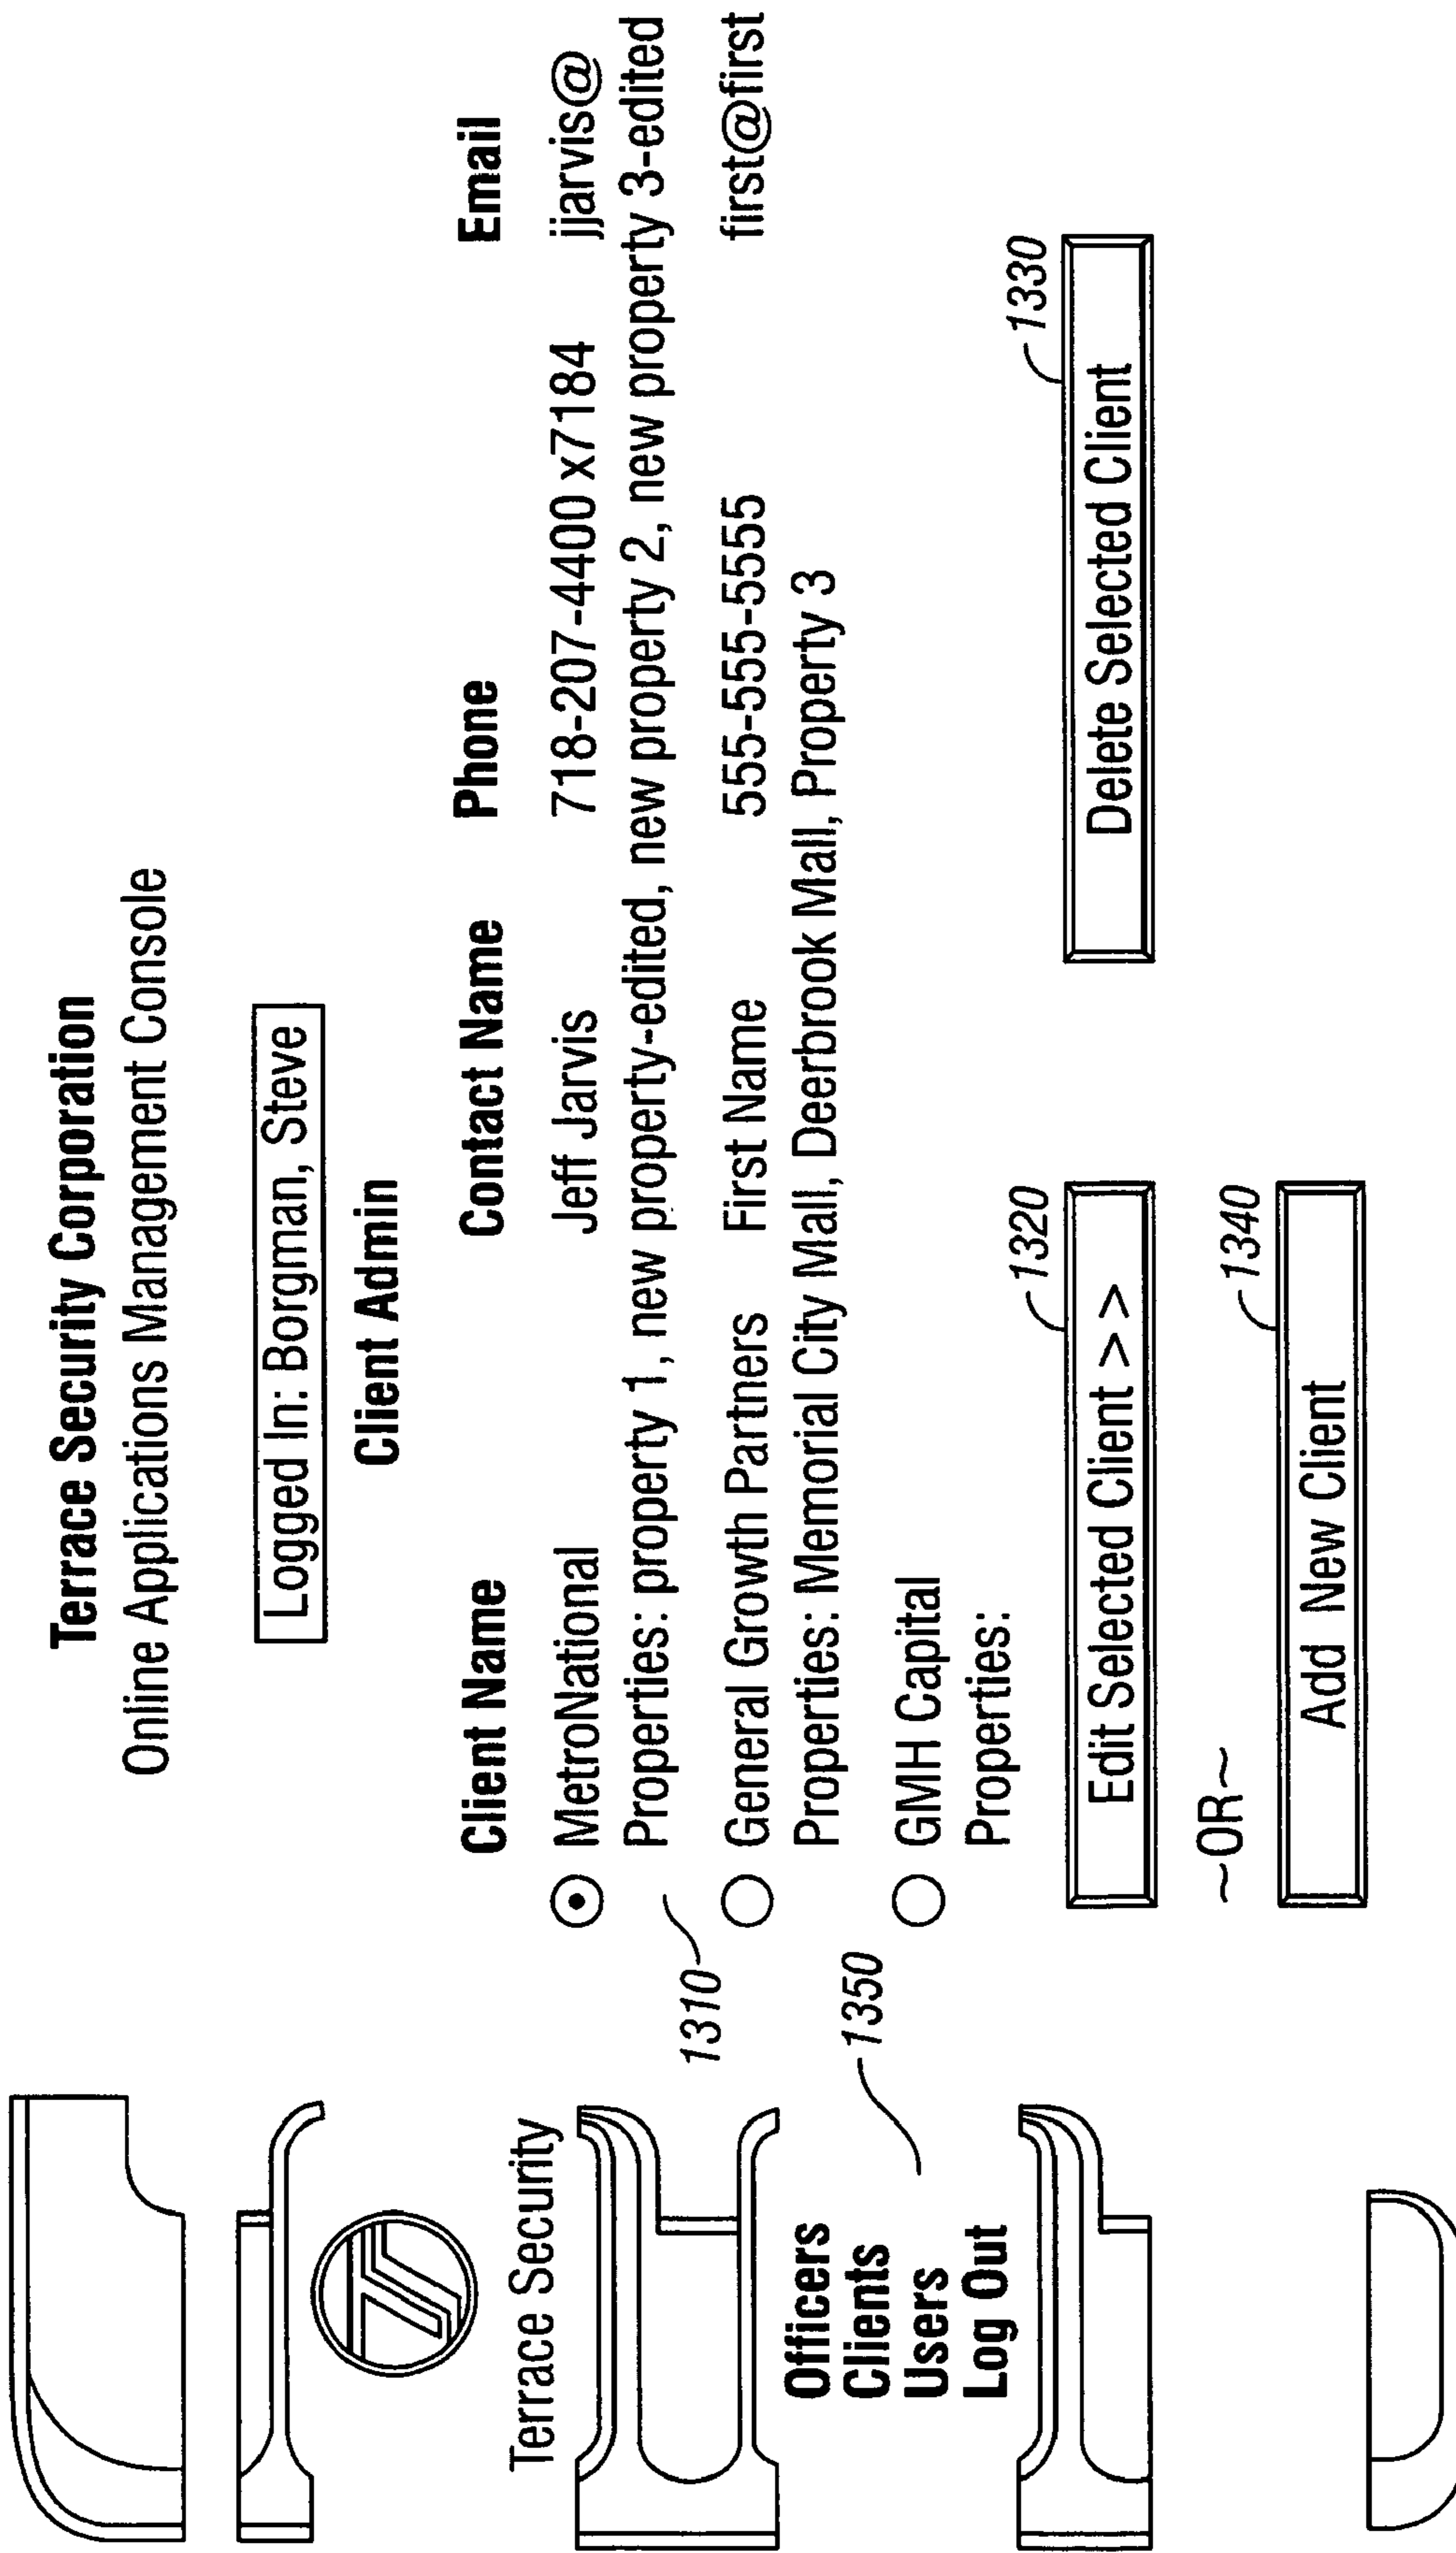 Terrace Security Corporation
Online Applications Management Console
Logged In: Borgman, Steve
Client Admin
Terrace Security
Officers
Clients
Users
Log Out
1350
Client Name Contact Name Phone Email
MetroNational Jeff Jarvis 718-207-4400 x7184 jjarvis@
Properties: property 1, new property-edited, new property 2, new property 3-edited
1310
General Growth Partners First Name 555-555-5555 first@first
Properties: Memorial City Mall, Deerbrook Mall, Property 3
GMH Capital
Properties:
1320 1330
Edit Selected Client >> Delete Selected Client
~OR~
1340
Add New Client